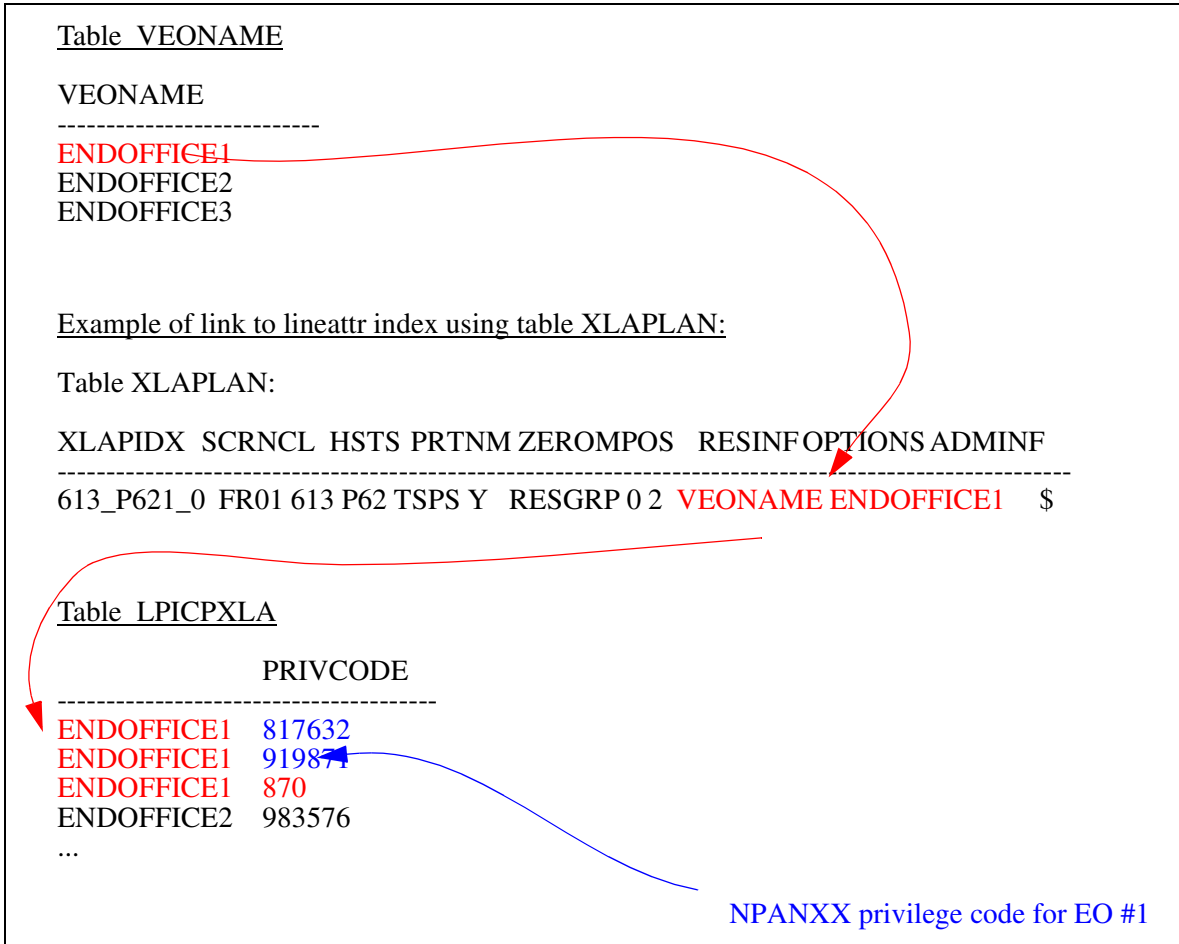 Table VEONAME
VEONAME
---------------------------
ENDOFFICE1
ENDOFFICE2
ENDOFFICE3
Example of link to lineattr index using table XLAPLAN:
Table XLAPLAN:
XLAPIDX SCRNCL HSTS PRTNM ZEROMPOS RESINF OPTIONS ADMINF
--------------------------------------------------------------------------------------------------------
613_P621_0 FR01 613 P62 TSPS Y RESGRP 0 2 VEONAME ENDOFFICE1 $
Table LPICPXLA
PRIVCODE
---------------------------------------
ENDOFFICE1 817632
ENDOFFICE1 919871
ENDOFFICE1 870
ENDOFFICE2 983576
...
NPANXX privilege code for EO #1